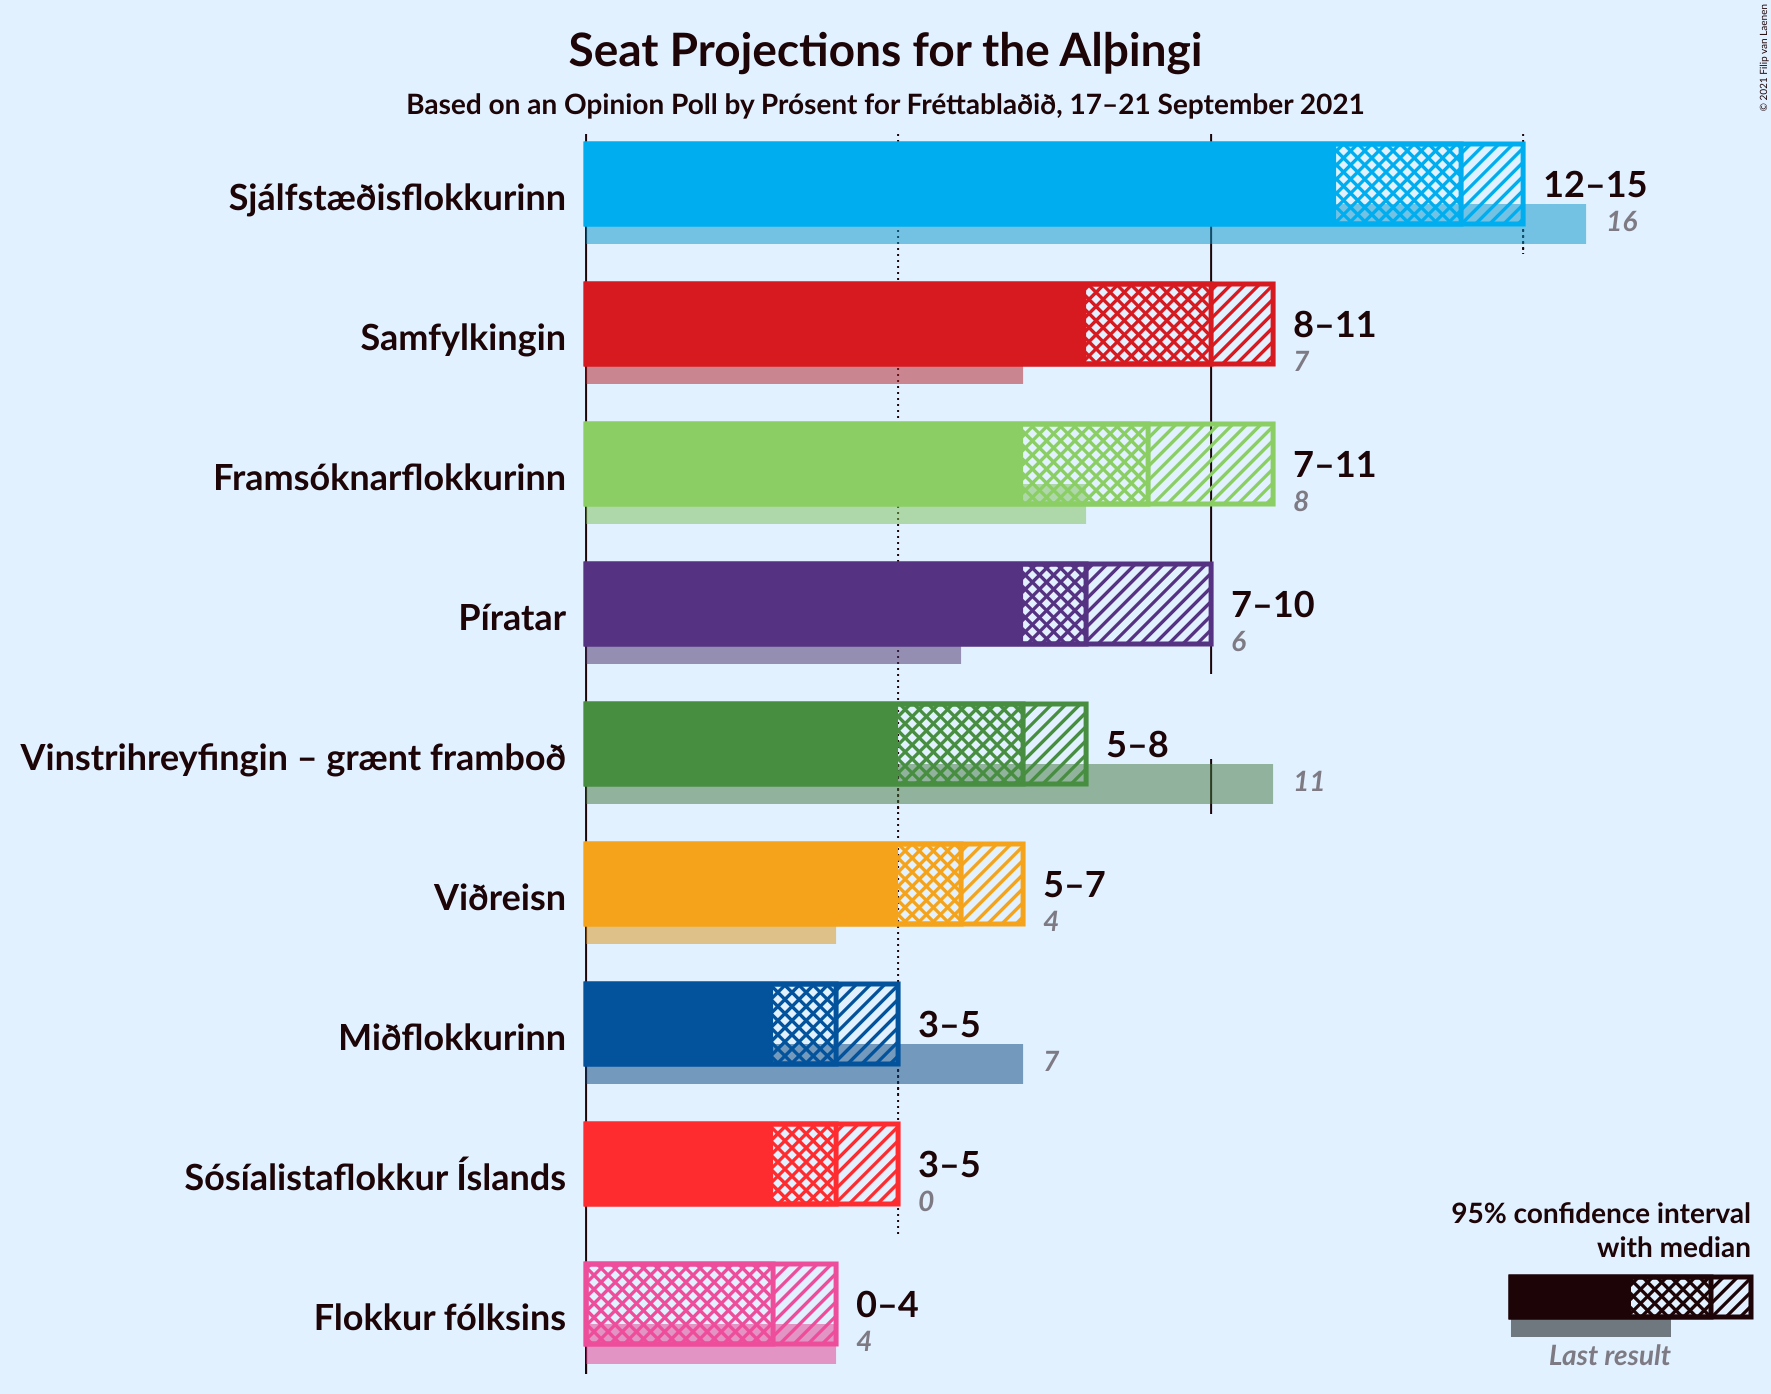 Seat Projections for the Alþingi
Based on an Opinion Poll by Prósent for Fréttablaðið, 17–21 September 2021
© 2021 Filip van Laenen
Sjálfstæðisflokkurinn
12–15
16
Samfylkingin
8–11
7
Framsóknarflokkurinn
7–11
8
Píratar
7–10
6
Vinstrihreyfingin – grænt framboð
5–8
11
Viðreisn
5–7
4
Miðflokkurinn
3–5
7
Sósíalistaflokkur Íslands
3–5
0
Flokkur fólksins
0–4
4
95% confidence interval
with median
Last result